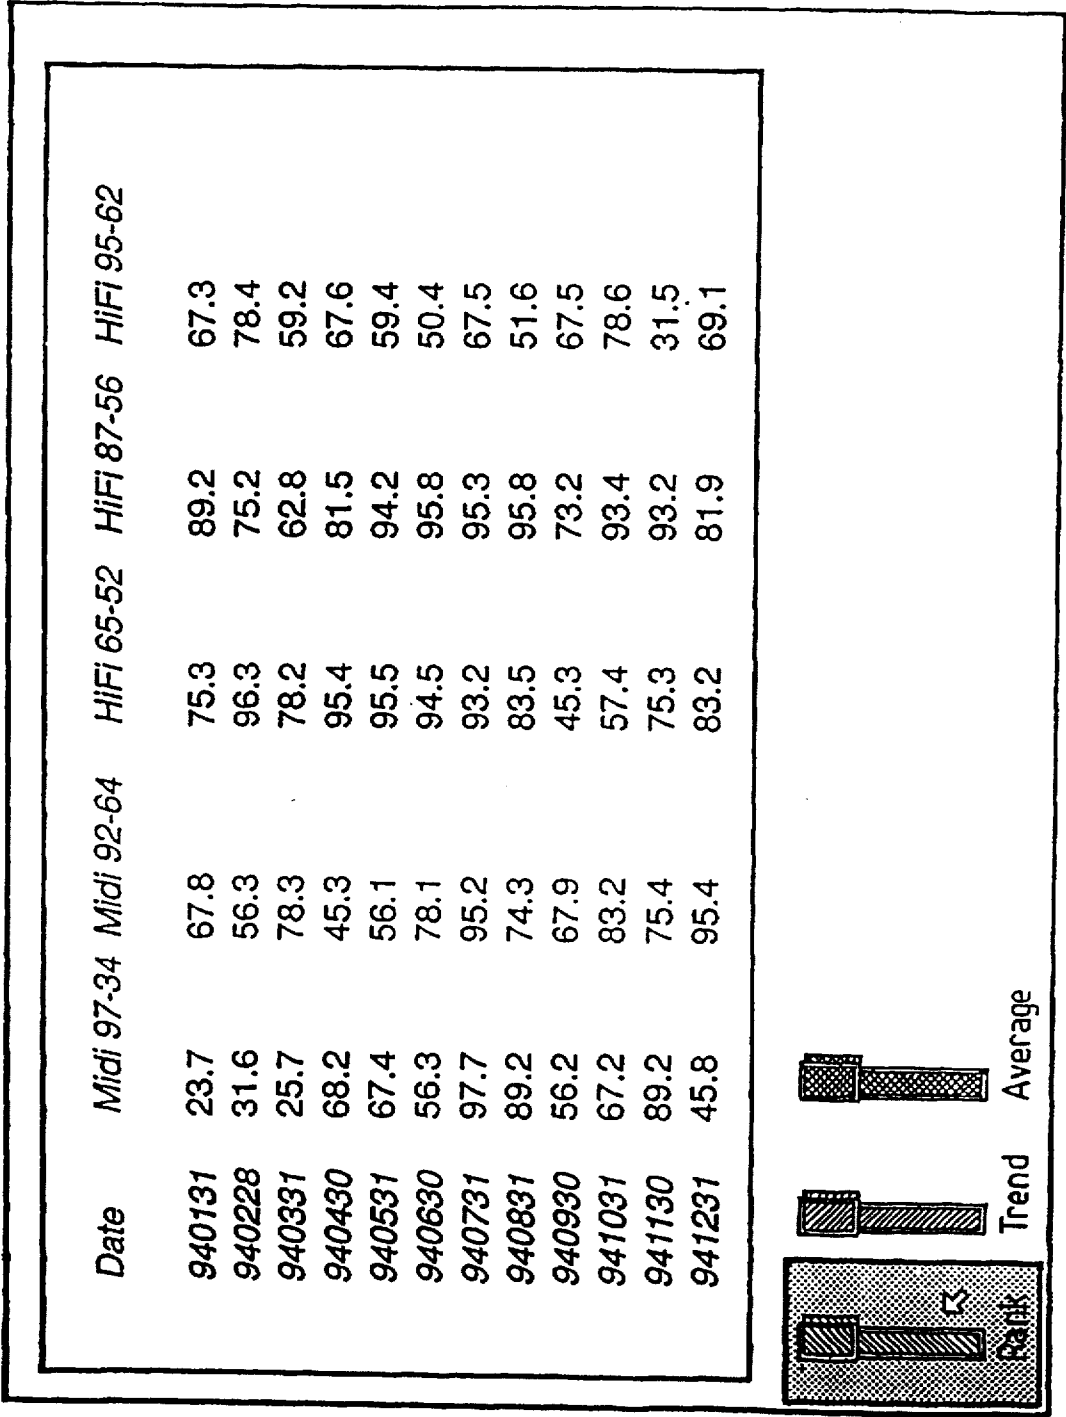 Date Midi 97-34 Midi 92-64 HiFi 65-52 HiFi 87-56 HiFi 95-62
940131 23.7 67.8 75.3 89.2 67.3
940228 31.6 56.3 96.3 75.2 78.4
940331 25.7 78.3 78.2 62.8 59.2
940430 68.2 45.3 95.4 81.5 67.6
940531 67.4 56.1 95.5 94.2 59.4
940630 56.3 78.1 94.5 95.8 50.4
940731 97.7 95.2 93.2 95.3 67.5
940831 89.2 74.3 83.5 95.8 51.6
940930 56.2 67.9 45.3 73.2 67.5
941031 67.2 83.2 57.4 93.4 78.6
941130 89.2 75.4 75.3 93.2 31.5
941231 45.8 95.4 83.2 81.9 69.1
Rank Trend Average